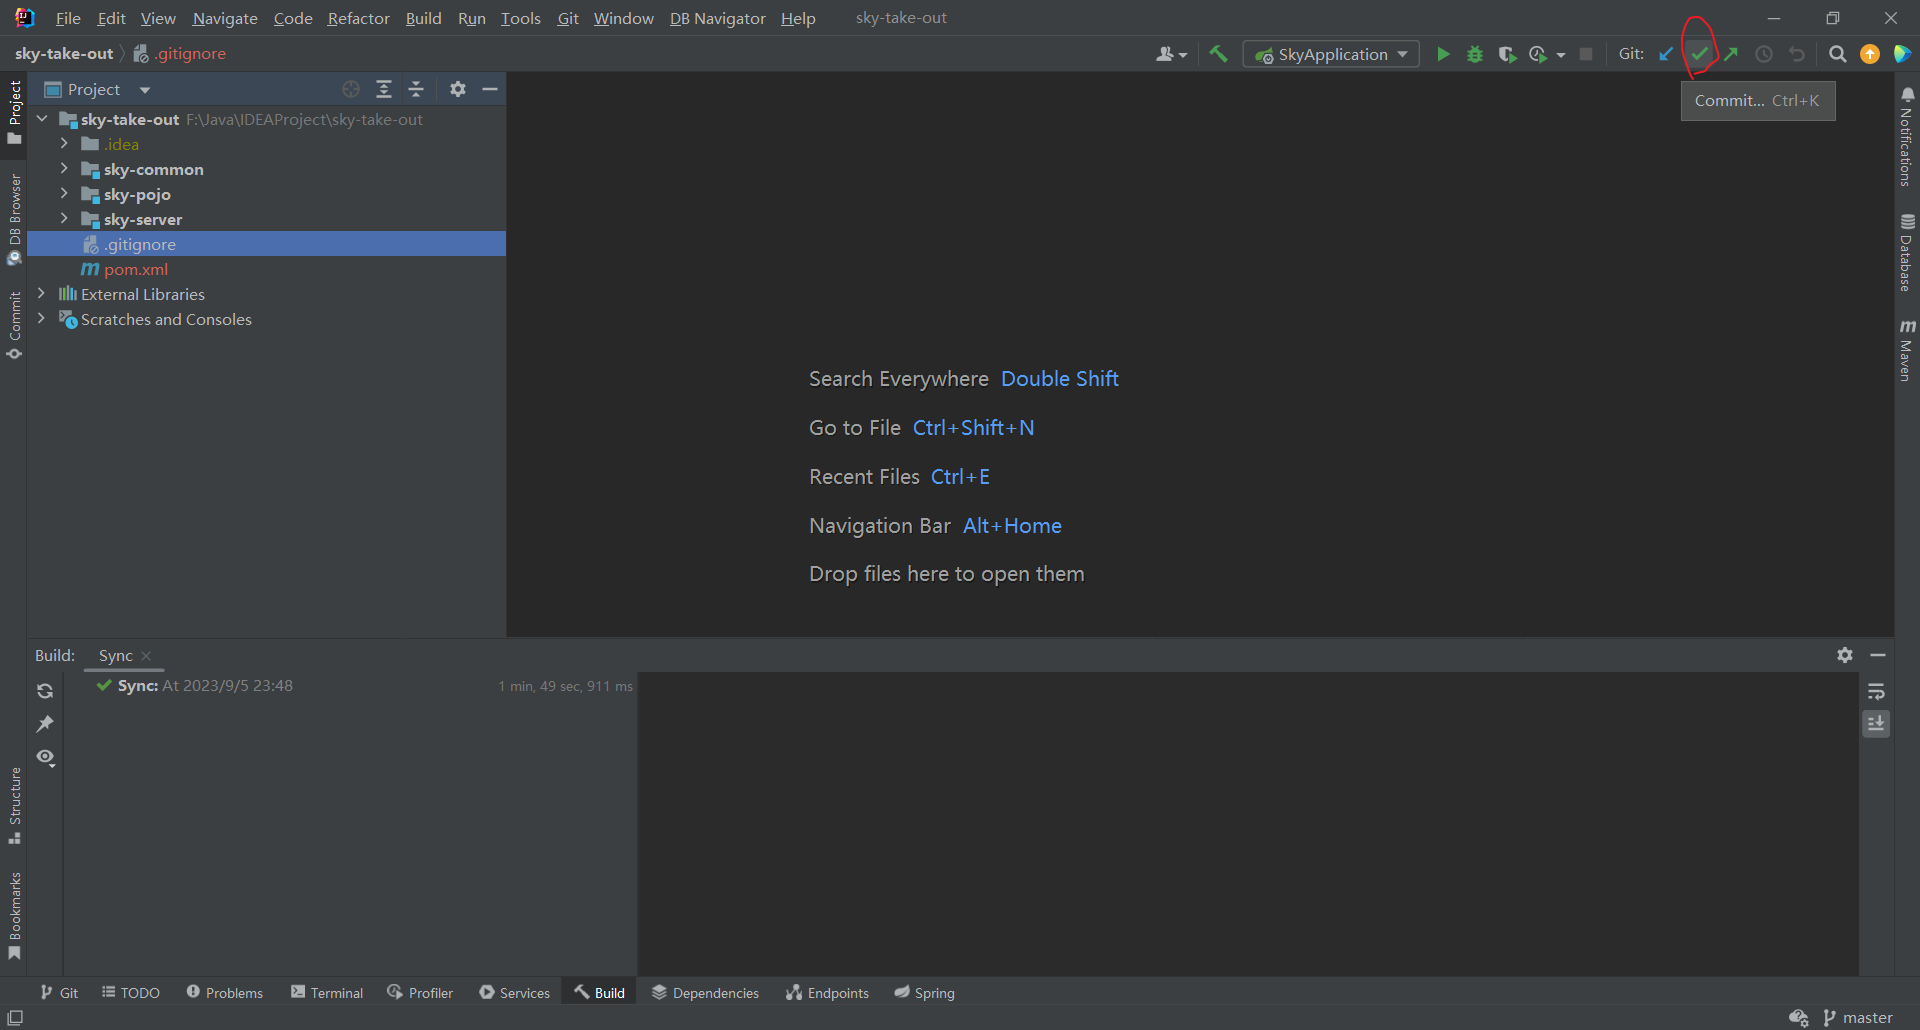 File Edit View Navigate Code Refactor Build Run Tools Git Window DB Navigator Help sky-take-out
sky-take-out .gitignore SkyApplication Git:
Commit... Ctrl+K
Project
sky-take-out F:\Java\IDEAProject\sky-take-out
.idea
sky-common
sky-pojo
sky-server
.gitignore
m pom.xml
External Libraries
Scratches and Consoles
Project
DB Browser
Commit
Structure
Bookmarks
Search Everywhere Double Shift
Go to File Ctrl+Shift+N
Recent Files Ctrl+E
Navigation Bar Alt+Home
Drop files here to open them
Notifications
Database
m Maven
Build: Sync
Sync: At 2023/9/5 23:48 1 min, 49 sec, 911 ms
Git TODO Problems Terminal Profiler Services Build Dependencies Endpoints Spring
master